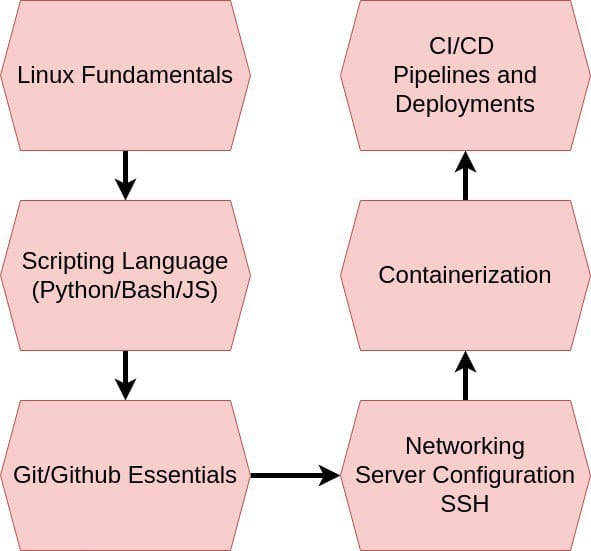 Linux Fundamentals
Scripting Language
(Python/Bash/JS)
Git/Github Essentials
Networking
Server Configuration
SSH
Containerization
CI/CD
Pipelines and
Deployments